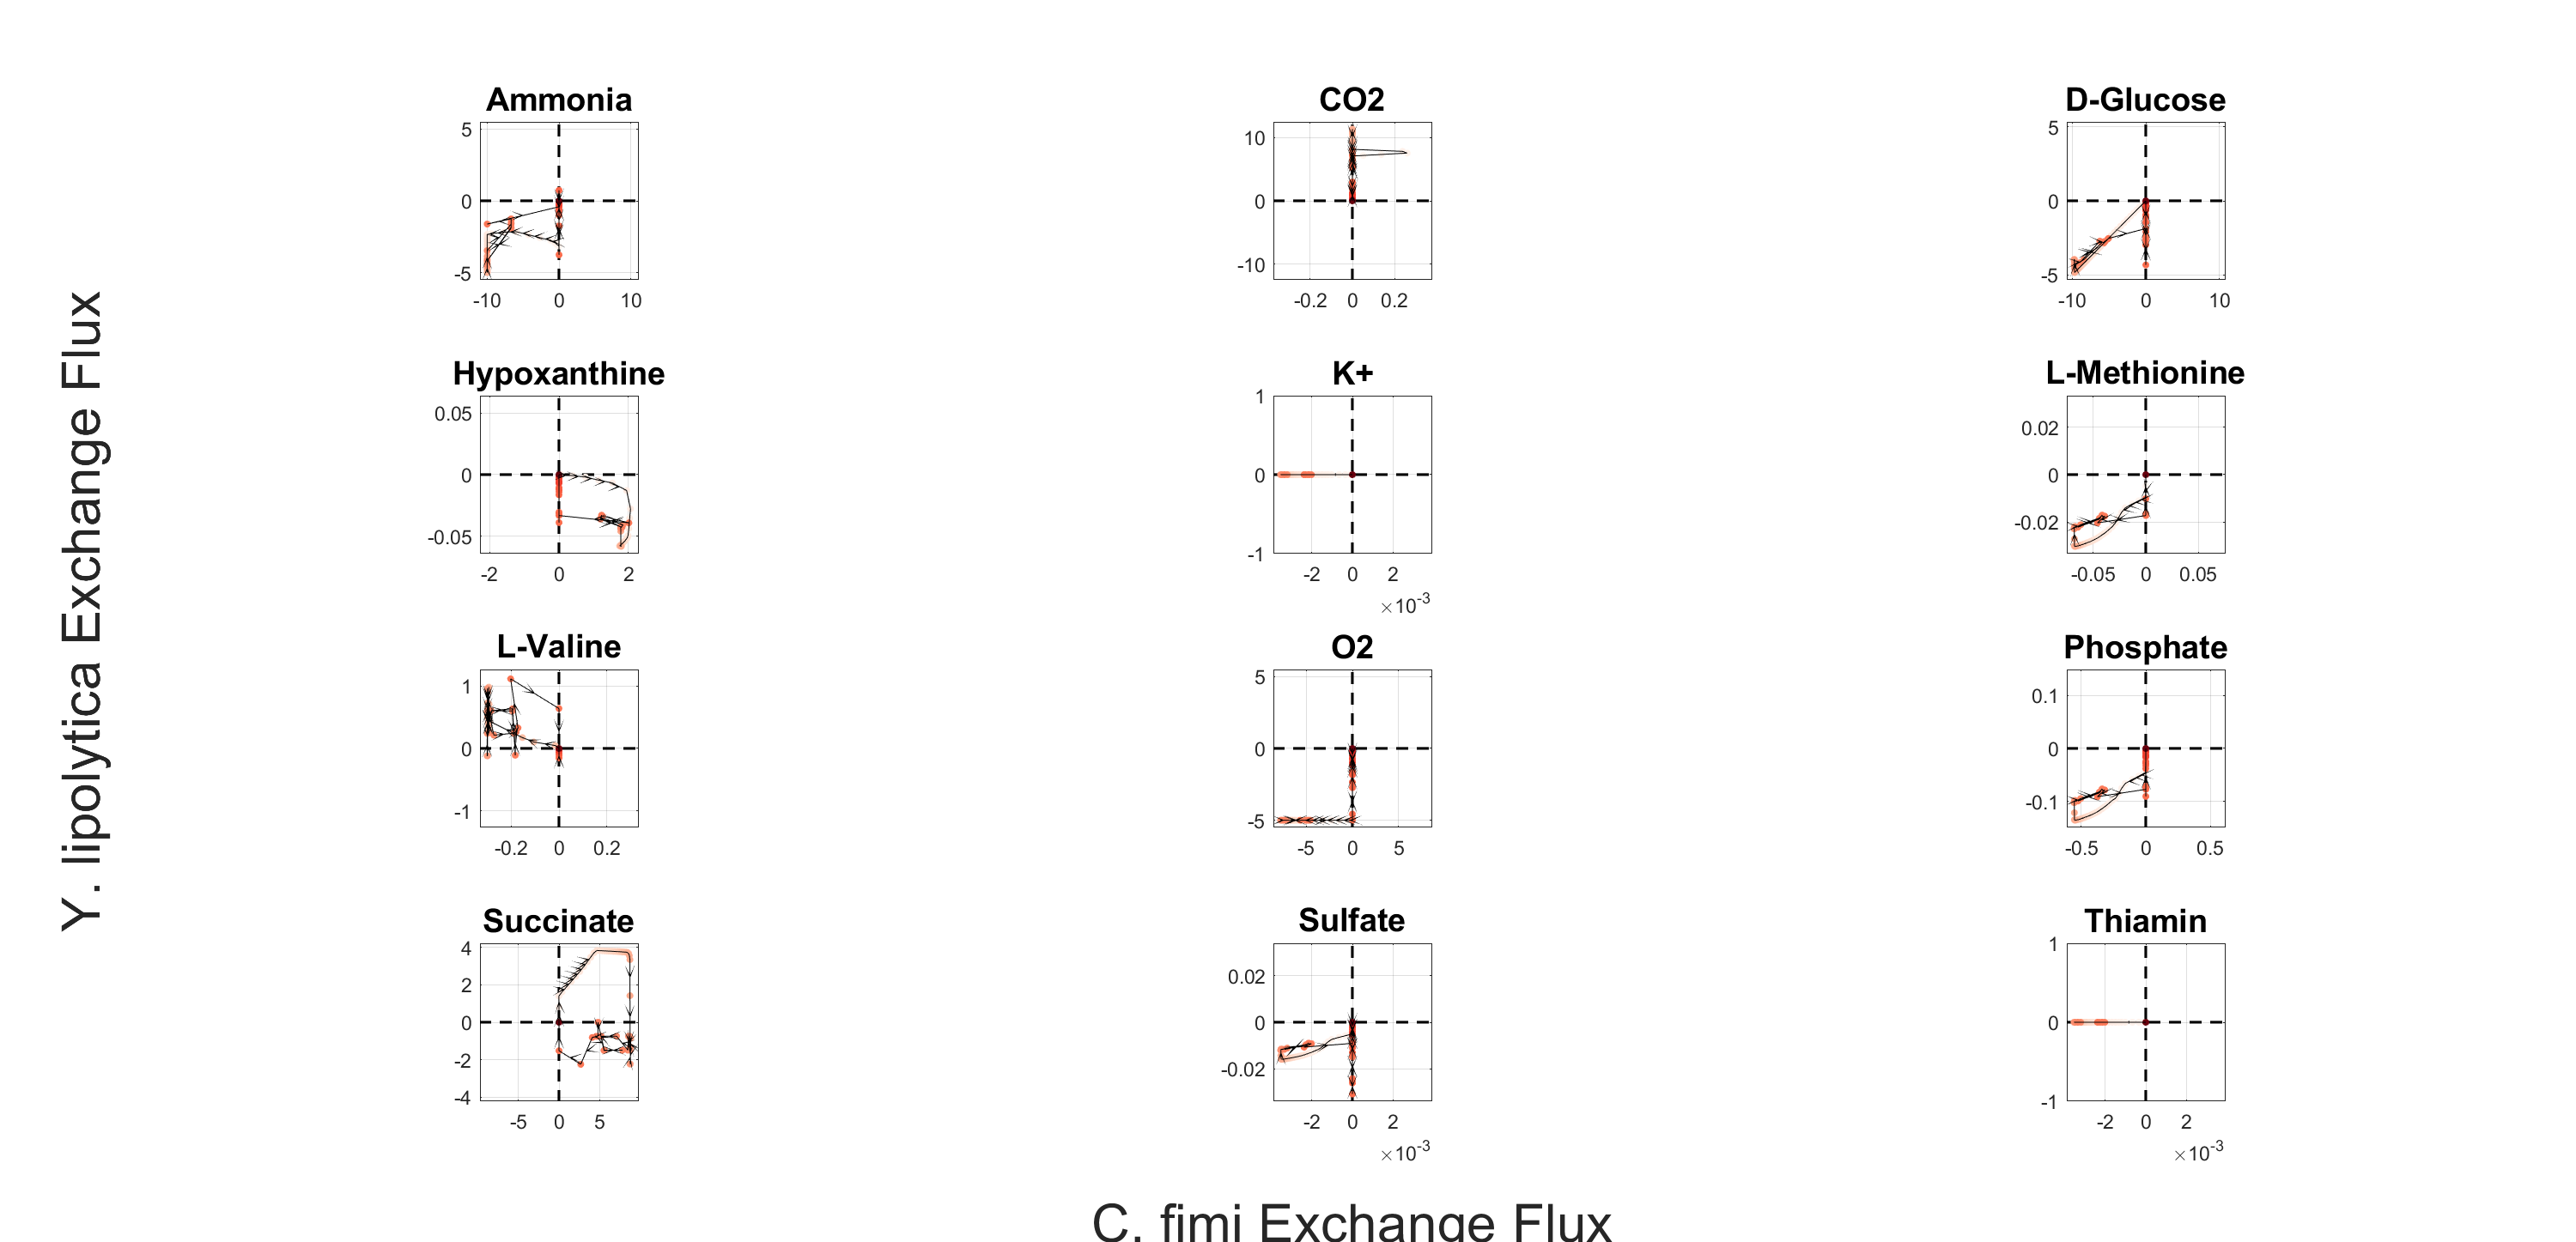 Y. lipolytica Exchange Flux
Ammonia
5
0
-5
-10 0 10
CO2
10
0
-10
-0.2 0 0.2
D-Glucose
5
0
-5
-10 0 10
Hypoxanthine
0.05
0
-0.05
-2 0 2
K+
1
0
-1
-2 0 2
×10-3
L-Methionine
0.02
0
-0.02
-0.05 0 0.05
L-Valine
1
0
-1
-0.2 0 0.2
O2
5
0
-5
-5 0 5
Phosphate
0.1
0
-0.1
-0.5 0 0.5
Succinate
4
2
0
-2
-4
-5 0 5
Sulfate
0.02
0
-0.02
-2 0 2
×10-3
Thiamin
1
0
-1
-2 0 2
×10-3
C. fimi Exchange Flux